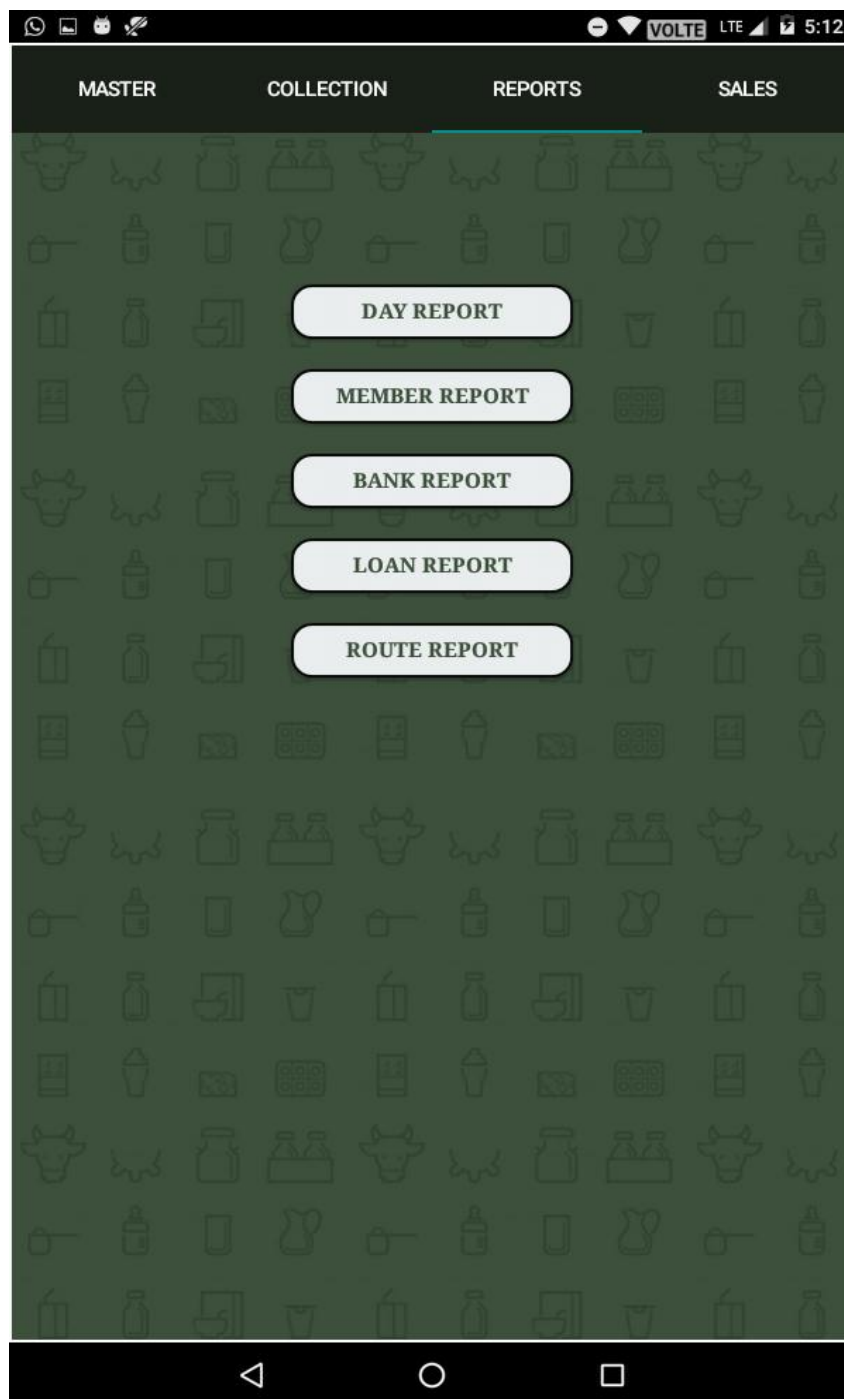 VOLTE LTE 5:12
MASTER COLLECTION REPORTS SALES
DAY REPORT
MEMBER REPORT
BANK REPORT
LOAN REPORT
ROUTE REPORT